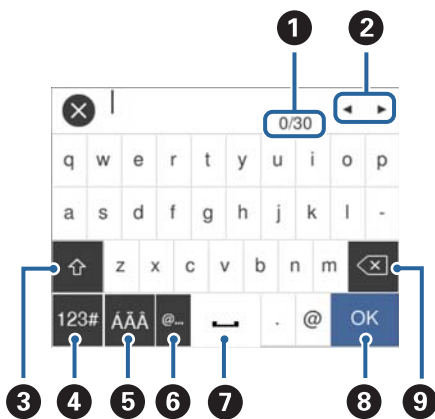 1 2
0/30
q w e r t y u i o p
a s d f g h j k l -
z x c v b n m
123# ÁÃÂ @... . @ OK
3 4 5 6 7 8 9